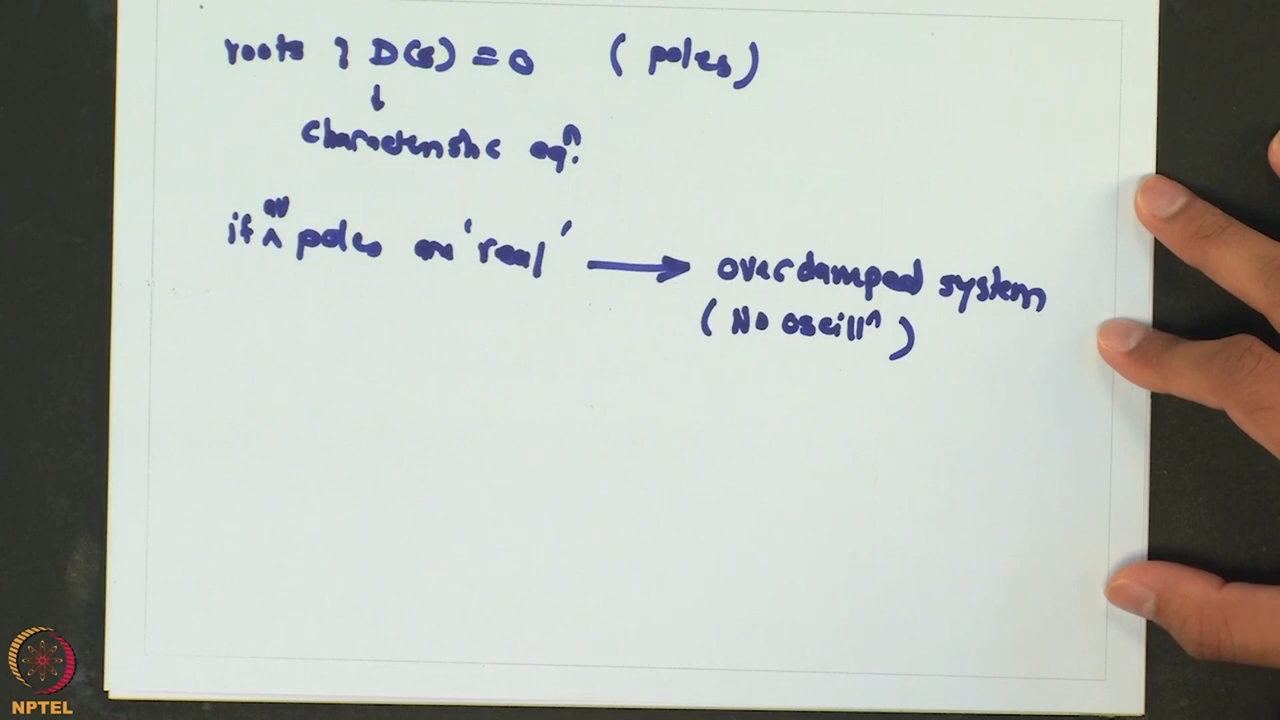 roots of D(s) = 0 (poles)
↓
characteristic eqⁿ.
if all poles are 'real' → overdamped system
(No oscillⁿ)
NPTEL